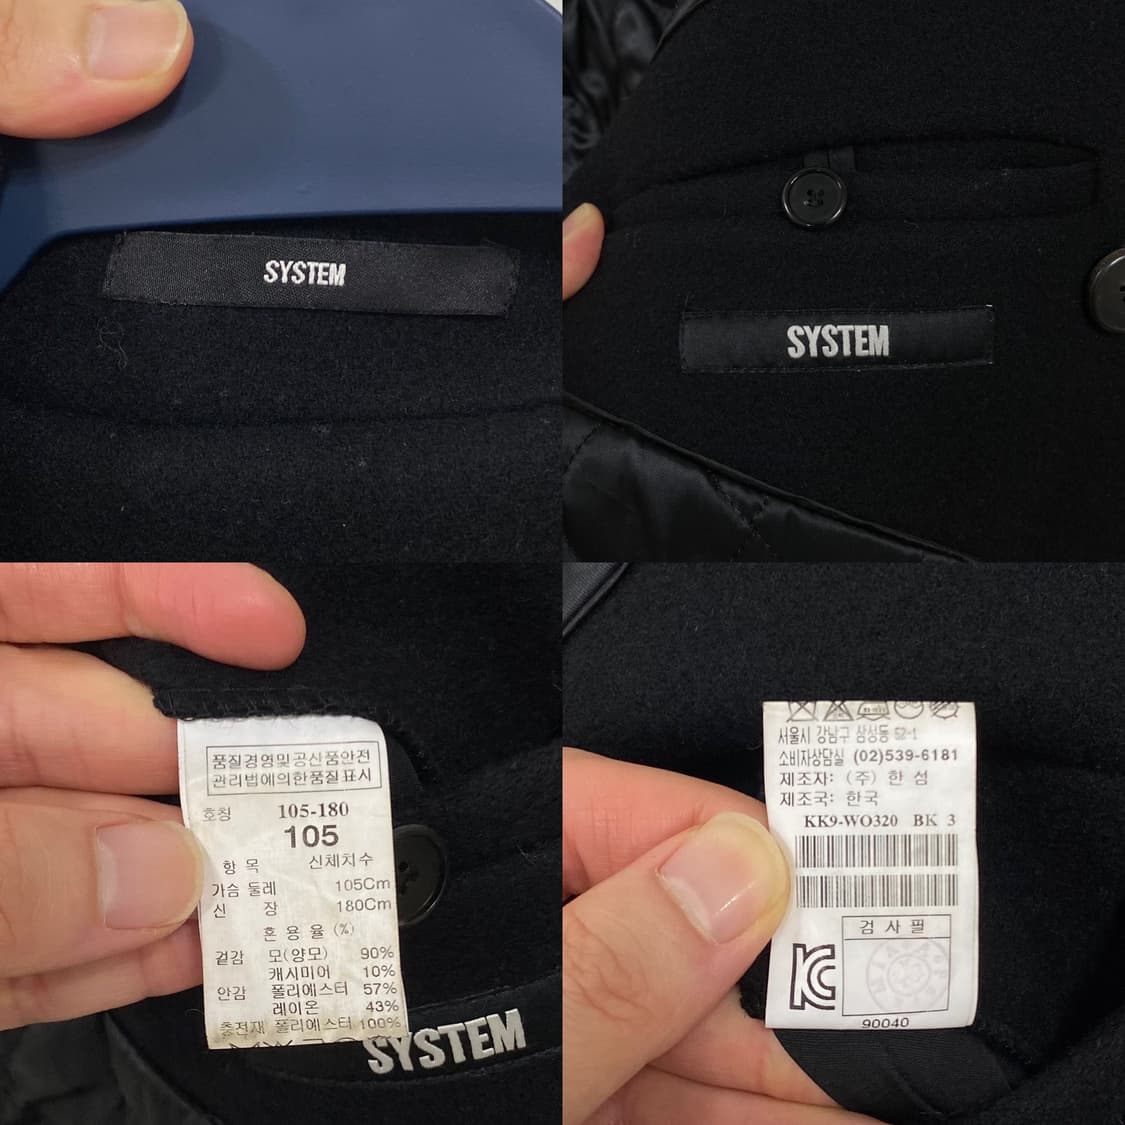 SYSTEM
SYSTEM
품질경영및공산품안전
관리법에의한품질표시
호칭 105-180
105
항 목 신체치수
가슴 둘레 105Cm
신 장 180Cm
혼 용 율 (%)
겉감 모(양모) 90%
캐시미어 10%
안감 폴리에스터 57%
레이온 43%
충전재 폴리에스터 100%
SYSTEM
서울시 강남구 삼성동 52-1
소비자상담실 (02)539-6181
제조자: (주) 한 섬
제조국: 한국
KK9-WO320 BK 3
검 사 필
90040